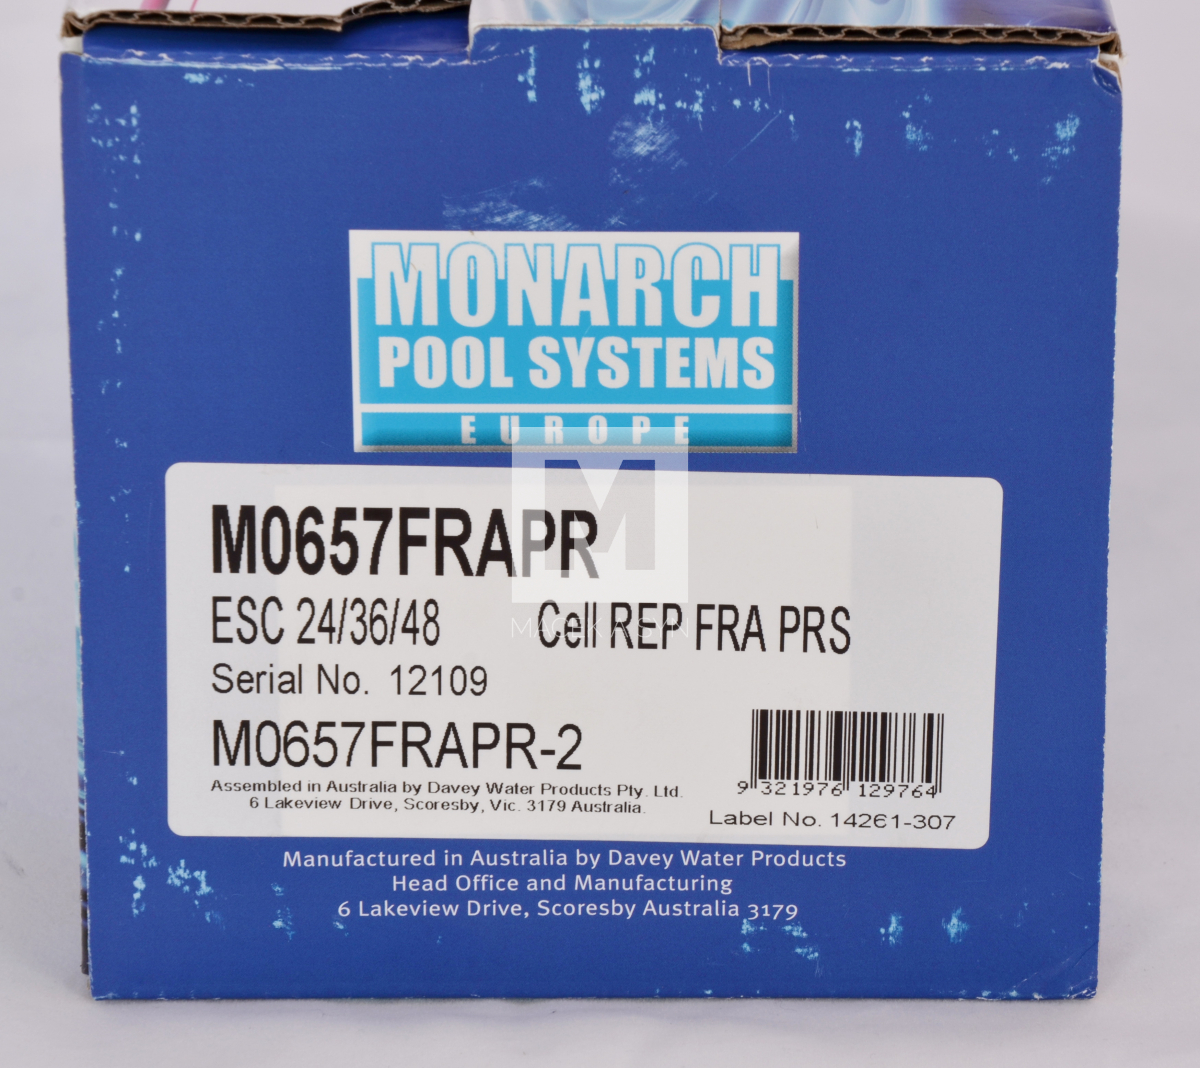 MONARCH
POOL SYSTEMS
EUROPE
M0657FRAPR
ESC 24/36/48 Cell REP FRA PRS
Serial No. 12109
M0657FRAPR-2
Assembled in Australia by Davey Water Products Pty. Ltd.
6 Lakeview Drive, Scoresby, Vic. 3179 Australia.
9 321976 129764
Label No. 14261-307
Manufactured in Australia by Davey Water Products
Head Office and Manufacturing
6 Lakeview Drive, Scoresby Australia 3179